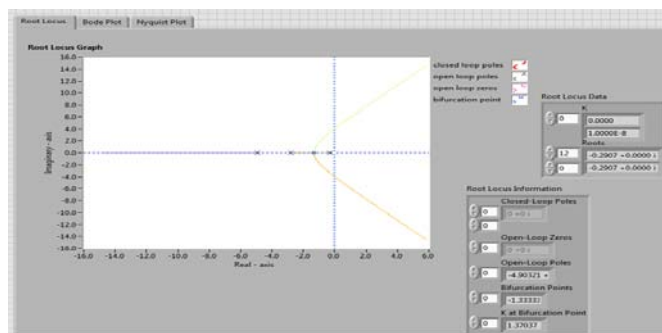 Root Locus
Bode Plot
Nyquist Plot
Root Locus Graph
closed loop poles
open loop poles
open loop zeros
bifurcation point
16.0
14.0
12.0
10.0
8.0
6.0
4.0
2.0
0.0
-2.0
-4.0
-6.0
-8.0
-10.0
-12.0
-14.0
-16.0
Imaginary - axis
-16.0 -14.0 -12.0 -10.0 -8.0 -6.0 -4.0 -2.0 0.0 2.0 4.0 6.0
Real - axis
Root Locus Data
K
0
0.0000
1.0000E-8
Roots
12
-0.2907 +0.0000 i
0
-0.2907 +0.0000 i
Root Locus Information
Closed-Loop Poles
0
0 +0 i
0
Open-Loop Zeros
0
0 +0 i
Open-Loop Poles
0
-4.90321 +
Bifurcation Points
0
-1.33333
K at Bifurcation Point
0
1.37037